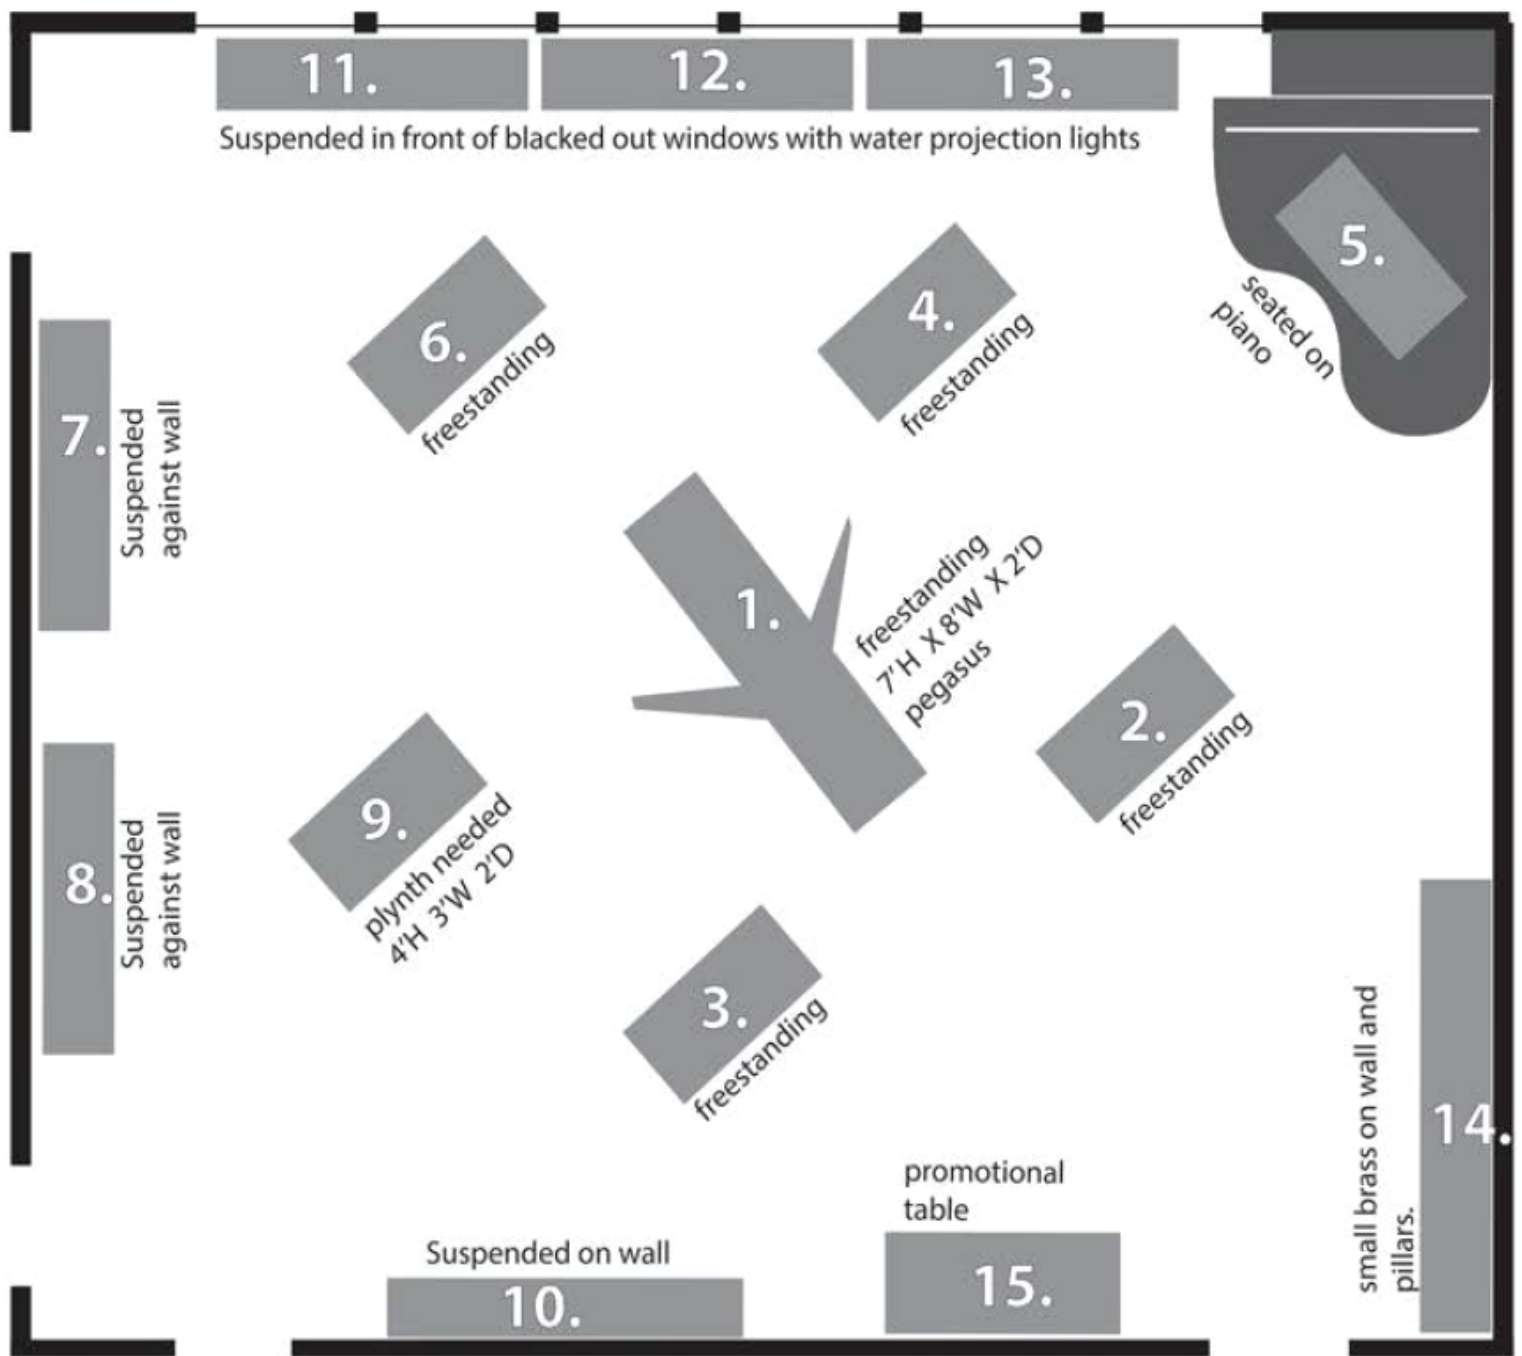 11.
12.
13.
Suspended in front of blacked out windows with water projection lights
5.
seated on
piano
6.
freestanding
4.
freestanding
7.
Suspended
against wall
1.
freestanding
7'H X 8'W X 2'D
pegasus
2.
freestanding
9.
plynth needed
4'H 3'W 2'D
8.
Suspended
against wall
3.
freestanding
14.
small brass on wall and
pillars.
promotional
table
15.
Suspended on wall
10.